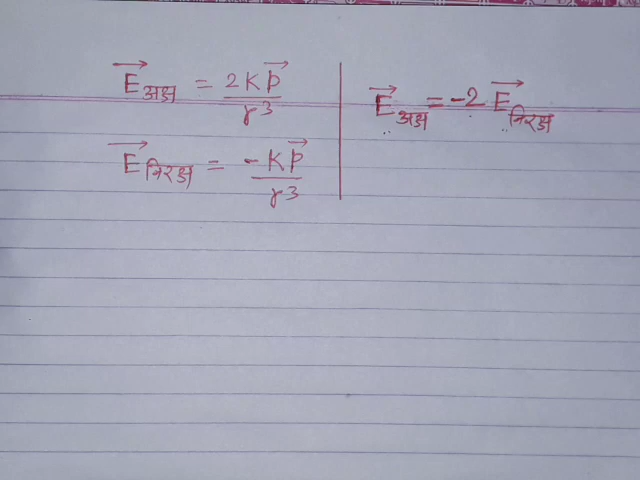 E⃗अक्ष = 2KP⃗ / r³
E⃗निरक्ष = -KP⃗ / r³
E⃗अक्ष = -2 E⃗निरक्ष